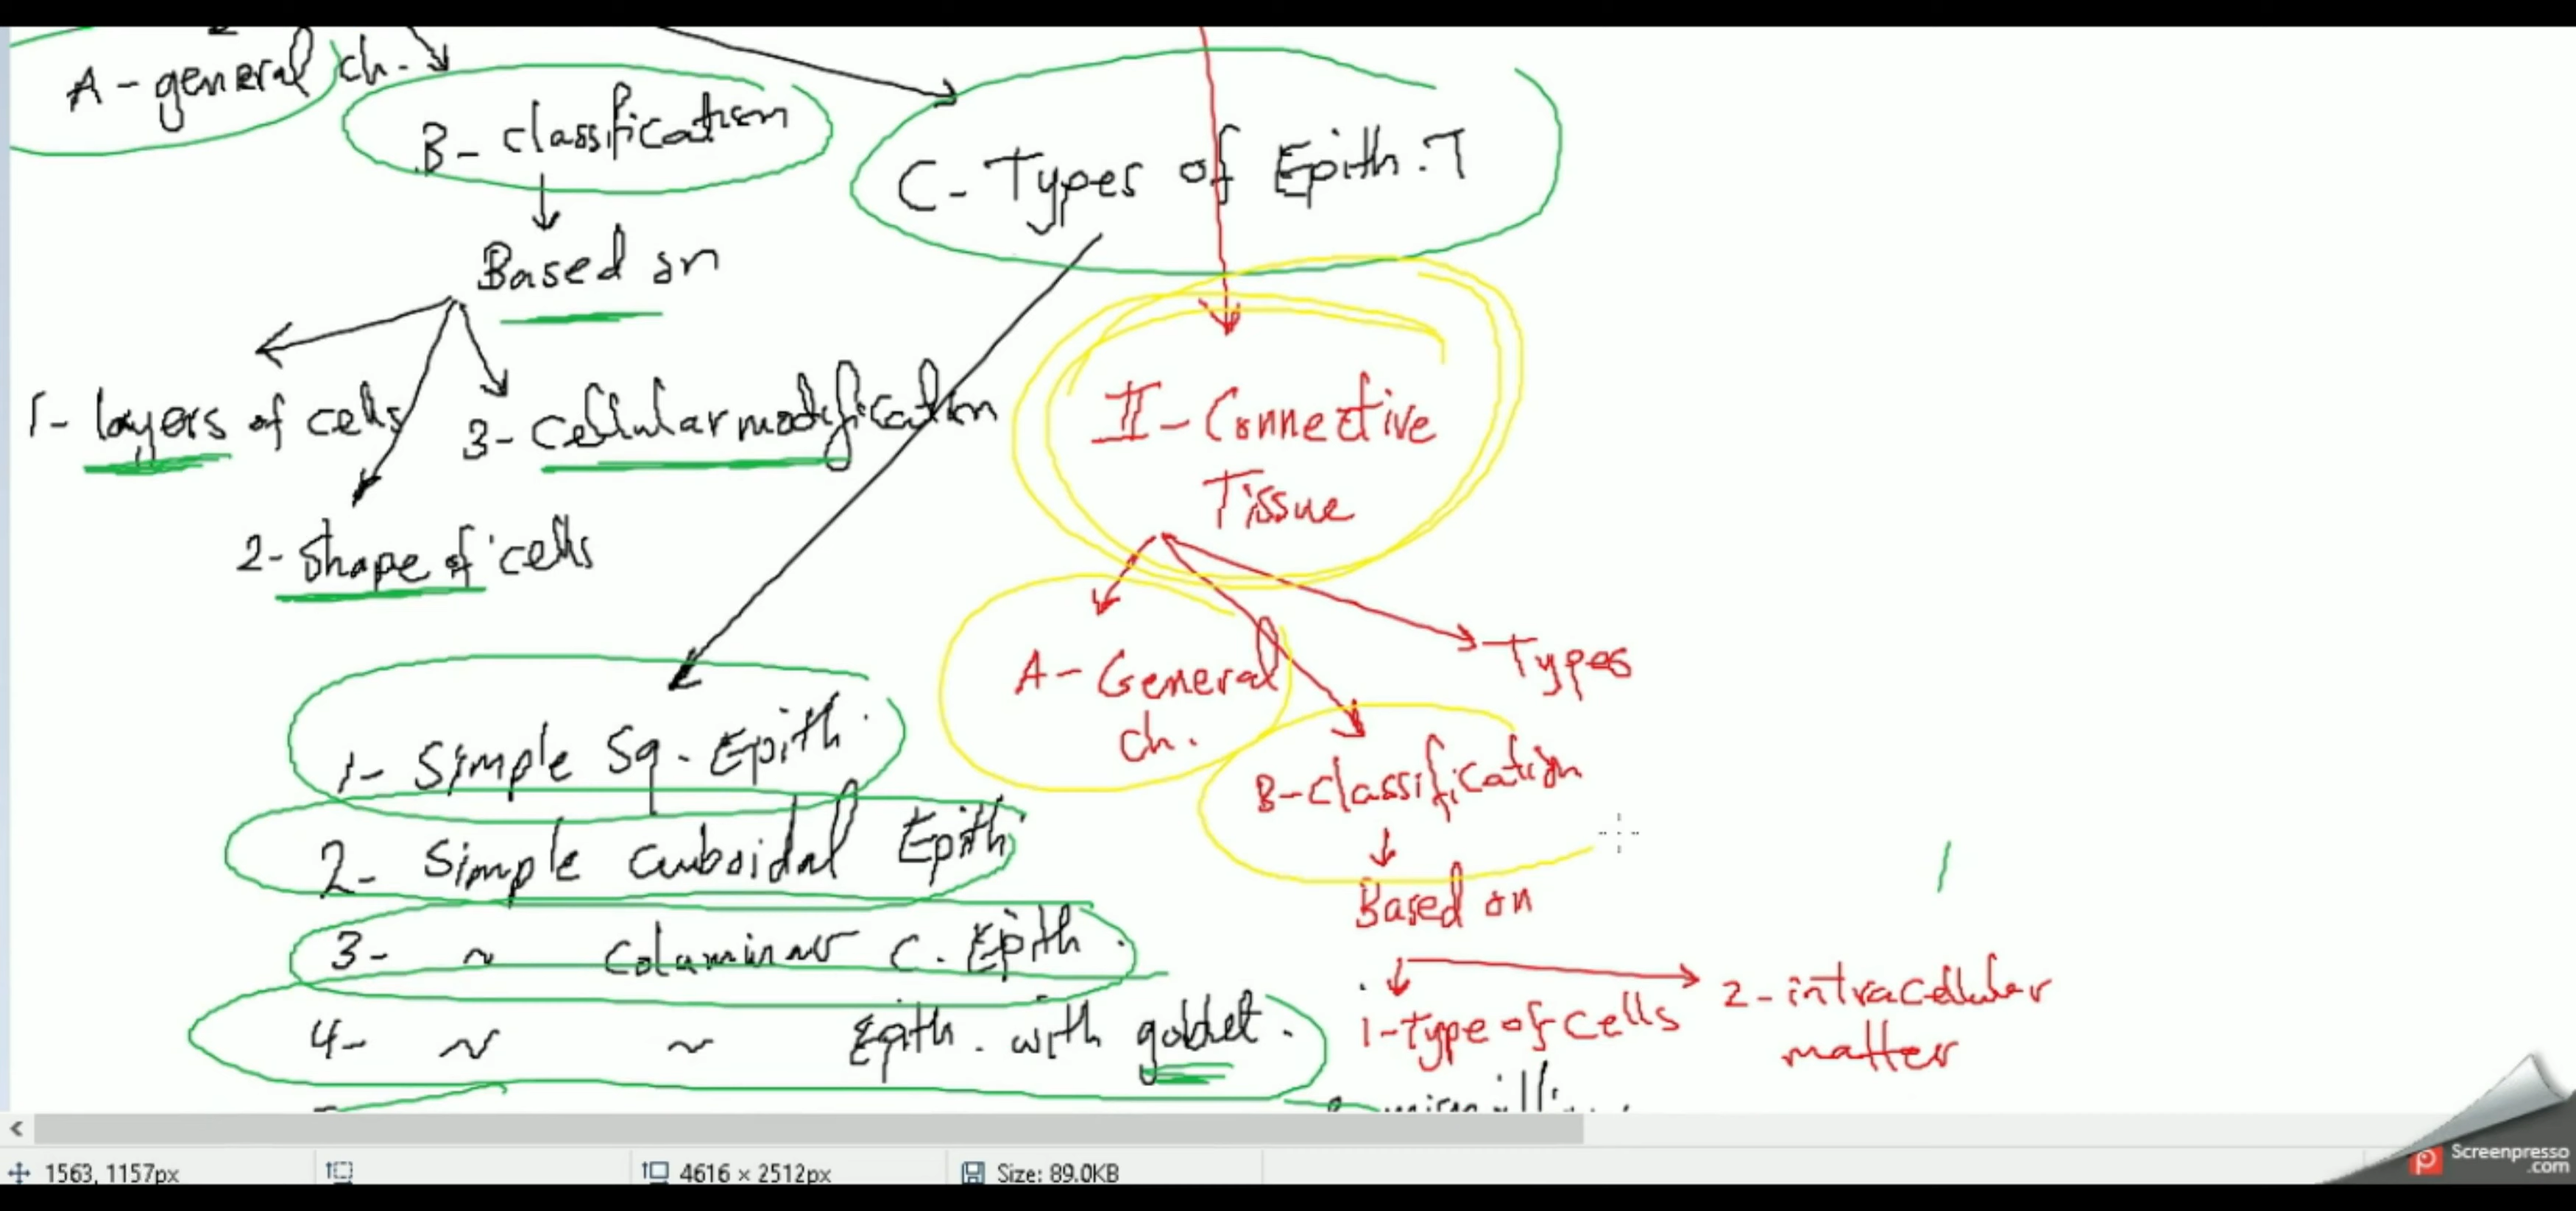 A - general ch.
B - classification
C - Types of Epith. T
Based on
1- layers of cells
3- cellular modification
2- shape of cells
II - Connective
Tissue
A - General
ch.
Types
B - classification
Based on
1- Type of cells
2 - intracellular
matter
1- Simple Sq. Epith.
2- Simple cuboidal Epith
3- ~ Colaminar C. Epith.
4- ~ ~ Epith. with goblet.
1563, 1157px
4616 × 2512px
Size: 89.0KB
Screenpresso
.com